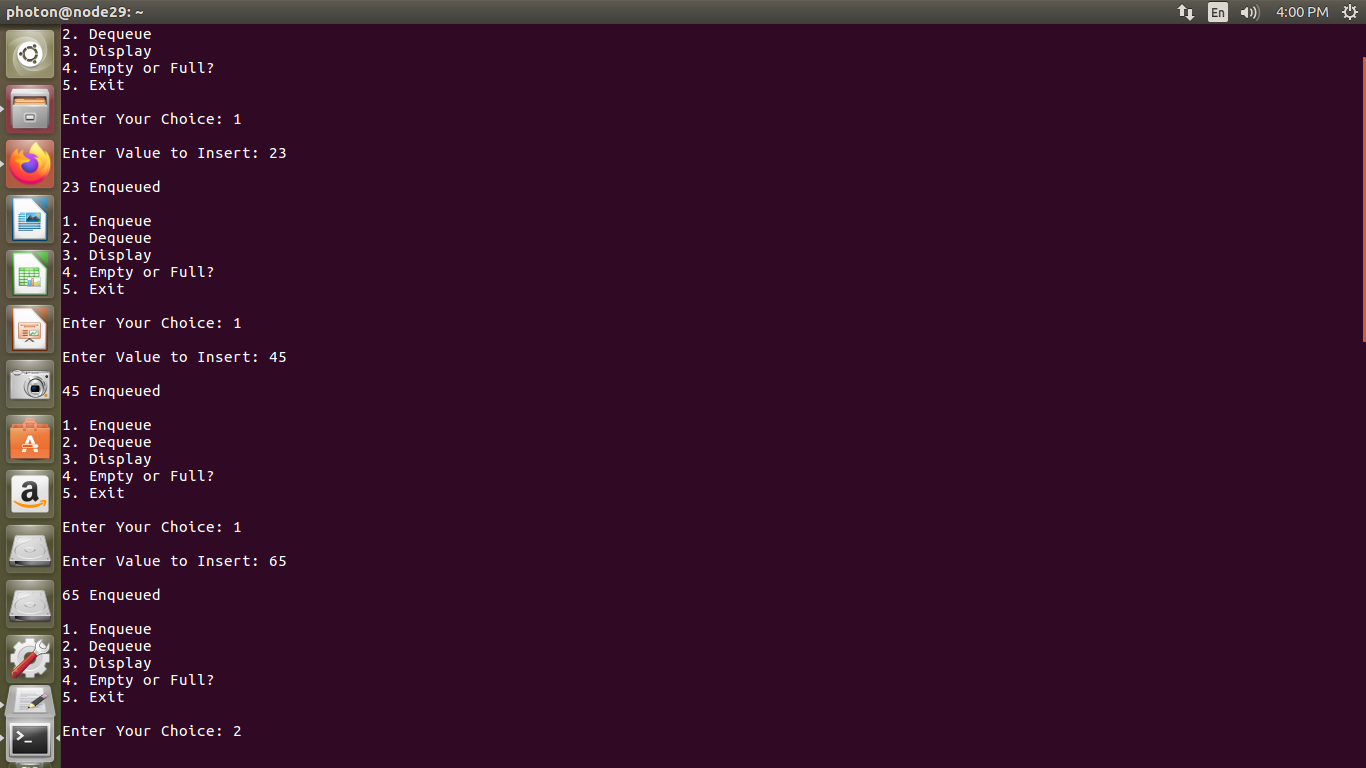 photon@node29: ~
En
4:00 PM
2. Dequeue
3. Display
4. Empty or Full?
5. Exit
Enter Your Choice: 1
Enter Value to Insert: 23
23 Enqueued
1. Enqueue
2. Dequeue
3. Display
4. Empty or Full?
5. Exit
Enter Your Choice: 1
Enter Value to Insert: 45
45 Enqueued
1. Enqueue
2. Dequeue
3. Display
4. Empty or Full?
5. Exit
Enter Your Choice: 1
Enter Value to Insert: 65
65 Enqueued
1. Enqueue
2. Dequeue
3. Display
4. Empty or Full?
5. Exit
Enter Your Choice: 2